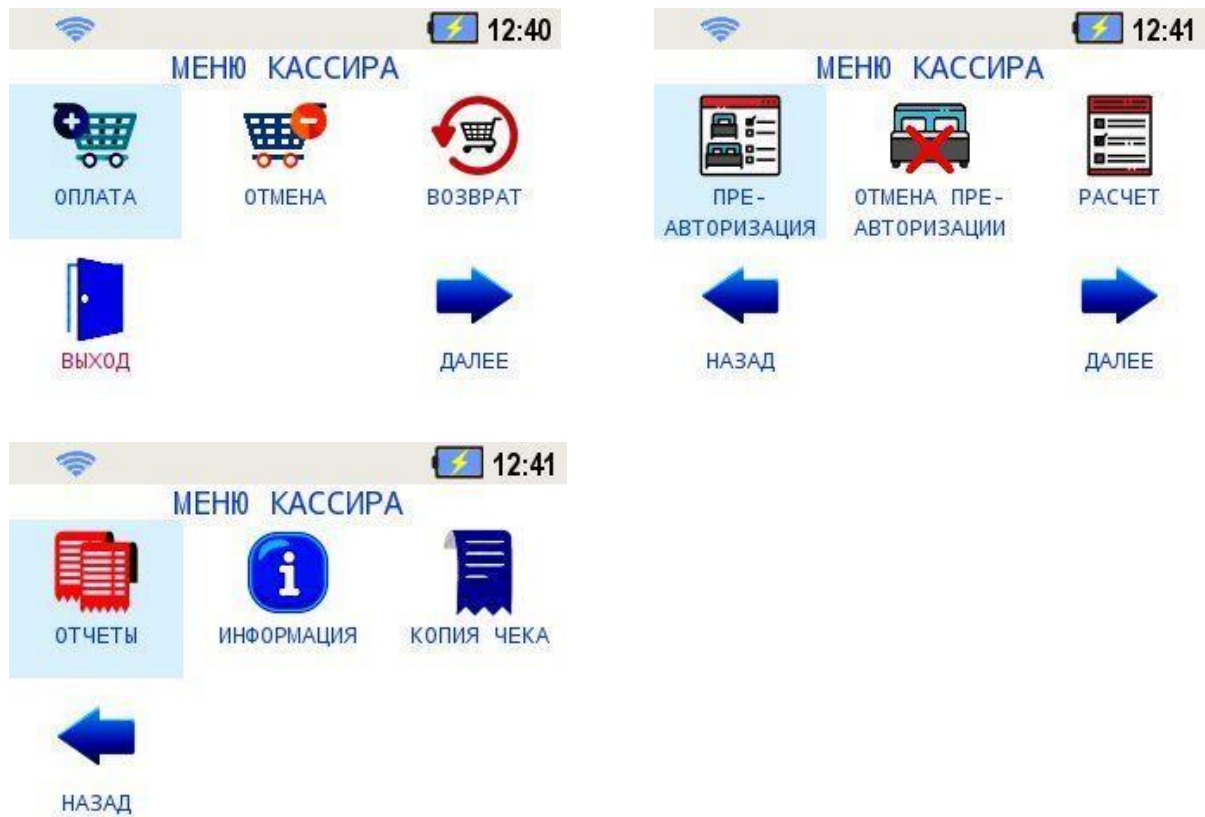 12:40
МЕНЮ КАССИРА
ОПЛАТА ОТМЕНА ВОЗВРАТ
ВЫХОД ДАЛЕЕ
12:41
МЕНЮ КАССИРА
ПРЕ- ОТМЕНА ПРЕ- РАСЧЕТ
АВТОРИЗАЦИЯ АВТОРИЗАЦИИ
НАЗАД ДАЛЕЕ
12:41
МЕНЮ КАССИРА
ОТЧЕТЫ ИНФОРМАЦИЯ КОПИЯ ЧЕКА
НАЗАД